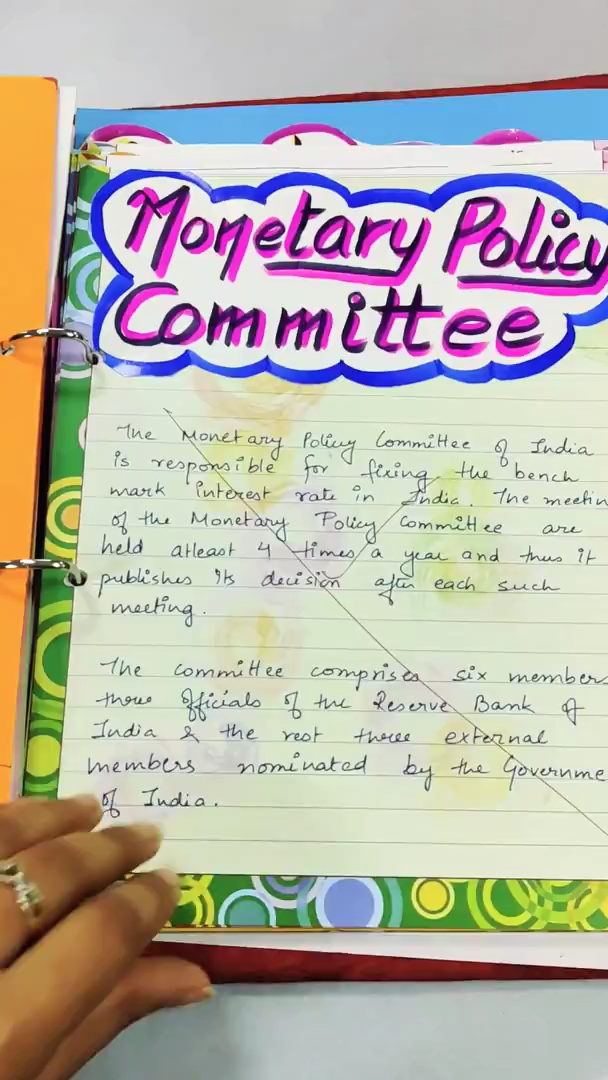 Monetary Policy
Committee
The Monetary Policy Committee of India
is responsible for fixing the bench
mark interest rate in India. The meetin
of the Monetary Policy Committee are
held atleast 4 times a year and thus it
publishes its decision after each such
meeting.
The committee comprises six members
three officials of the Reserve Bank of
India & the rest three external
members nominated by the Governme
of India.